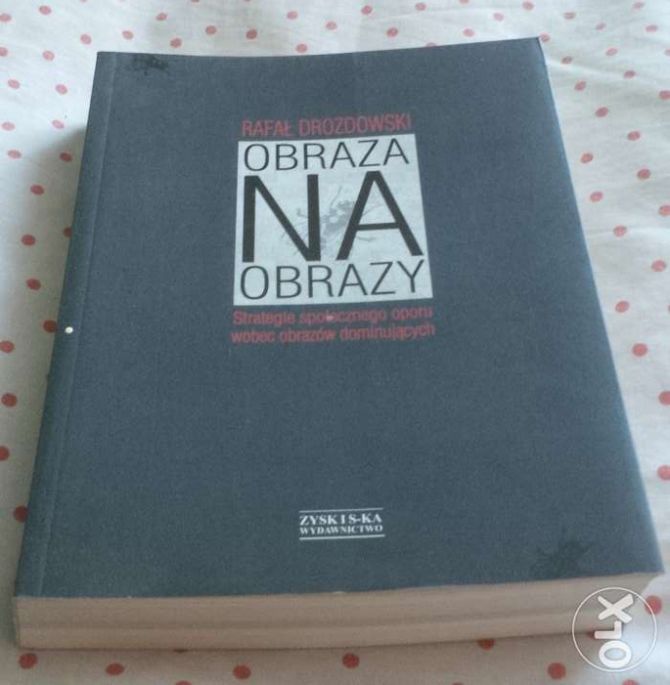 RAFAŁ DROZDOWSKI
OBRAZA
NA
OBRAZY
Strategie społecznego oporu
wobec obrazów dominujących
ZYSK I S-KA
WYDAWNICTWO
OLX